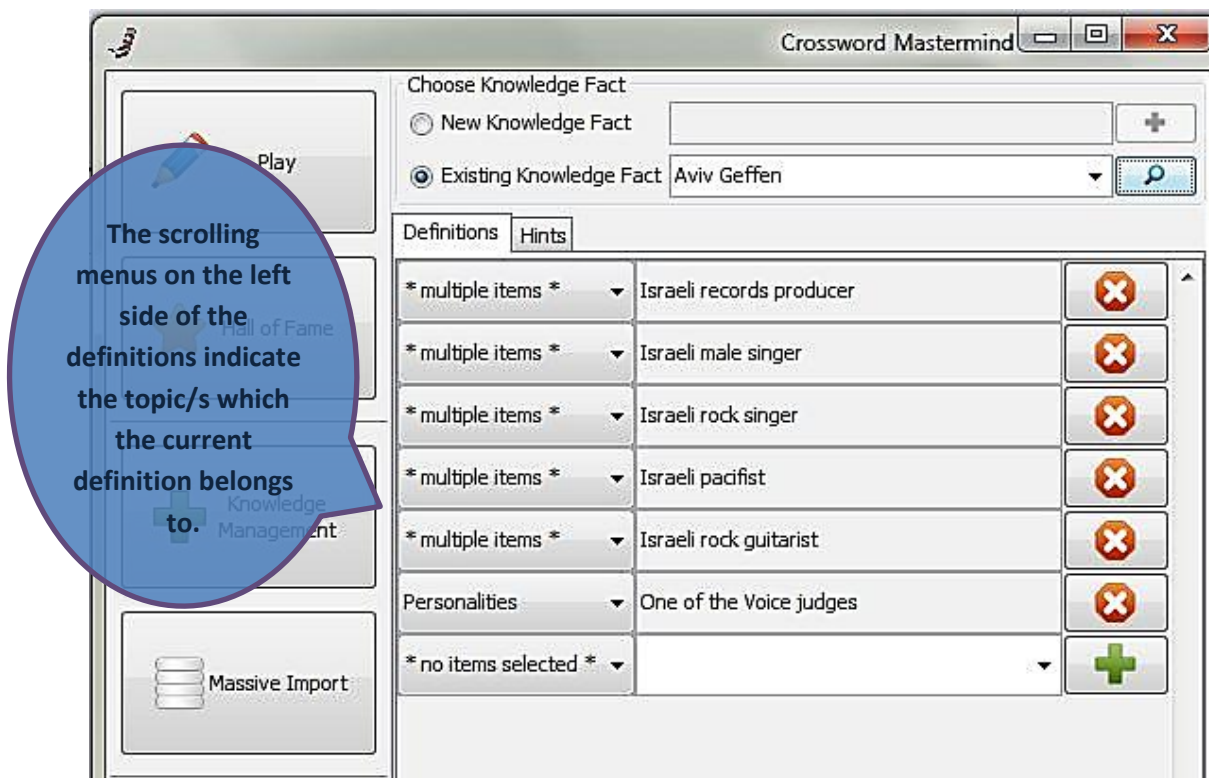 Crossword Mastermind
Choose Knowledge Fact
New Knowledge Fact
Existing Knowledge Fact Aviv Geffen
Play
Hall of Fame
Knowledge
Management
Massive Import
The scrolling
menus on the left
side of the
definitions indicate
the topic/s which
the current
definition belongs
to.
Definitions Hints
* multiple items * Israeli records producer
* multiple items * Israeli male singer
* multiple items * Israeli rock singer
* multiple items * Israeli pacifist
* multiple items * Israeli rock guitarist
Personalities One of the Voice judges
* no items selected *